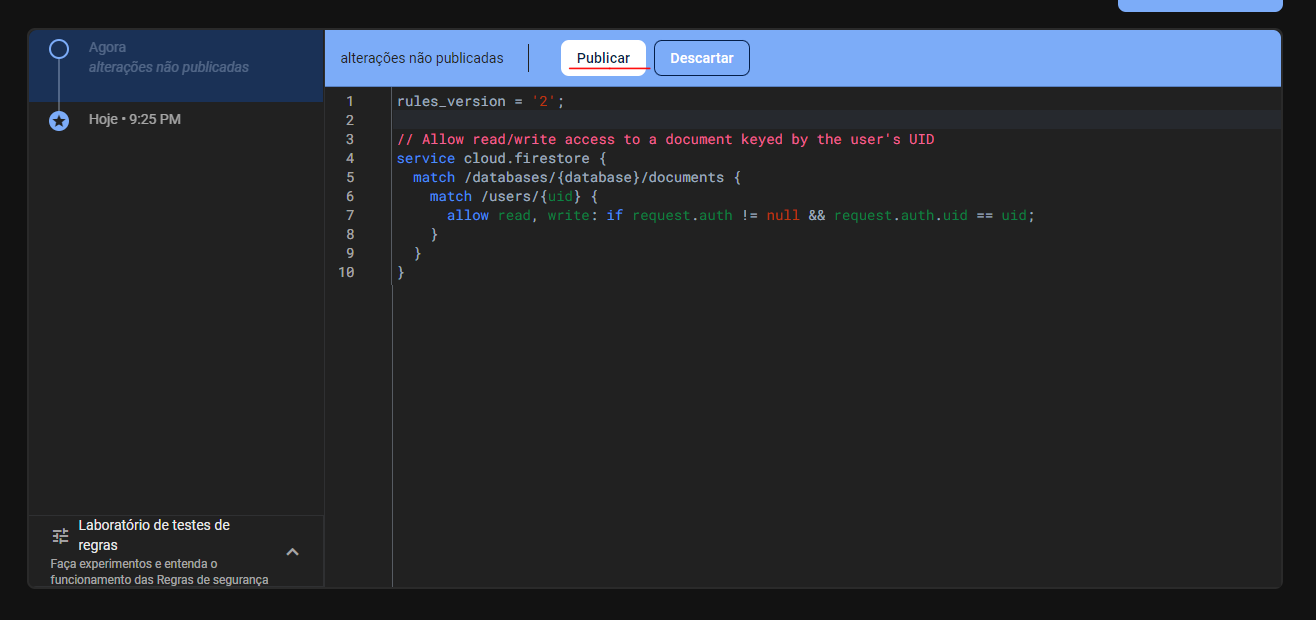 Agora
alterações não publicadas
Hoje • 9:25 PM
alterações não publicadas
Publicar
Descartar
1 rules_version = '2';
2
3 // Allow read/write access to a document keyed by the user's UID
4 service cloud.firestore {
5   match /databases/{database}/documents {
6     match /users/{uid} {
7       allow read, write: if request.auth != null && request.auth.uid == uid;
8     }
9   }
10 }
Laboratório de testes de
regras
Faça experimentos e entenda o
funcionamento das Regras de segurança